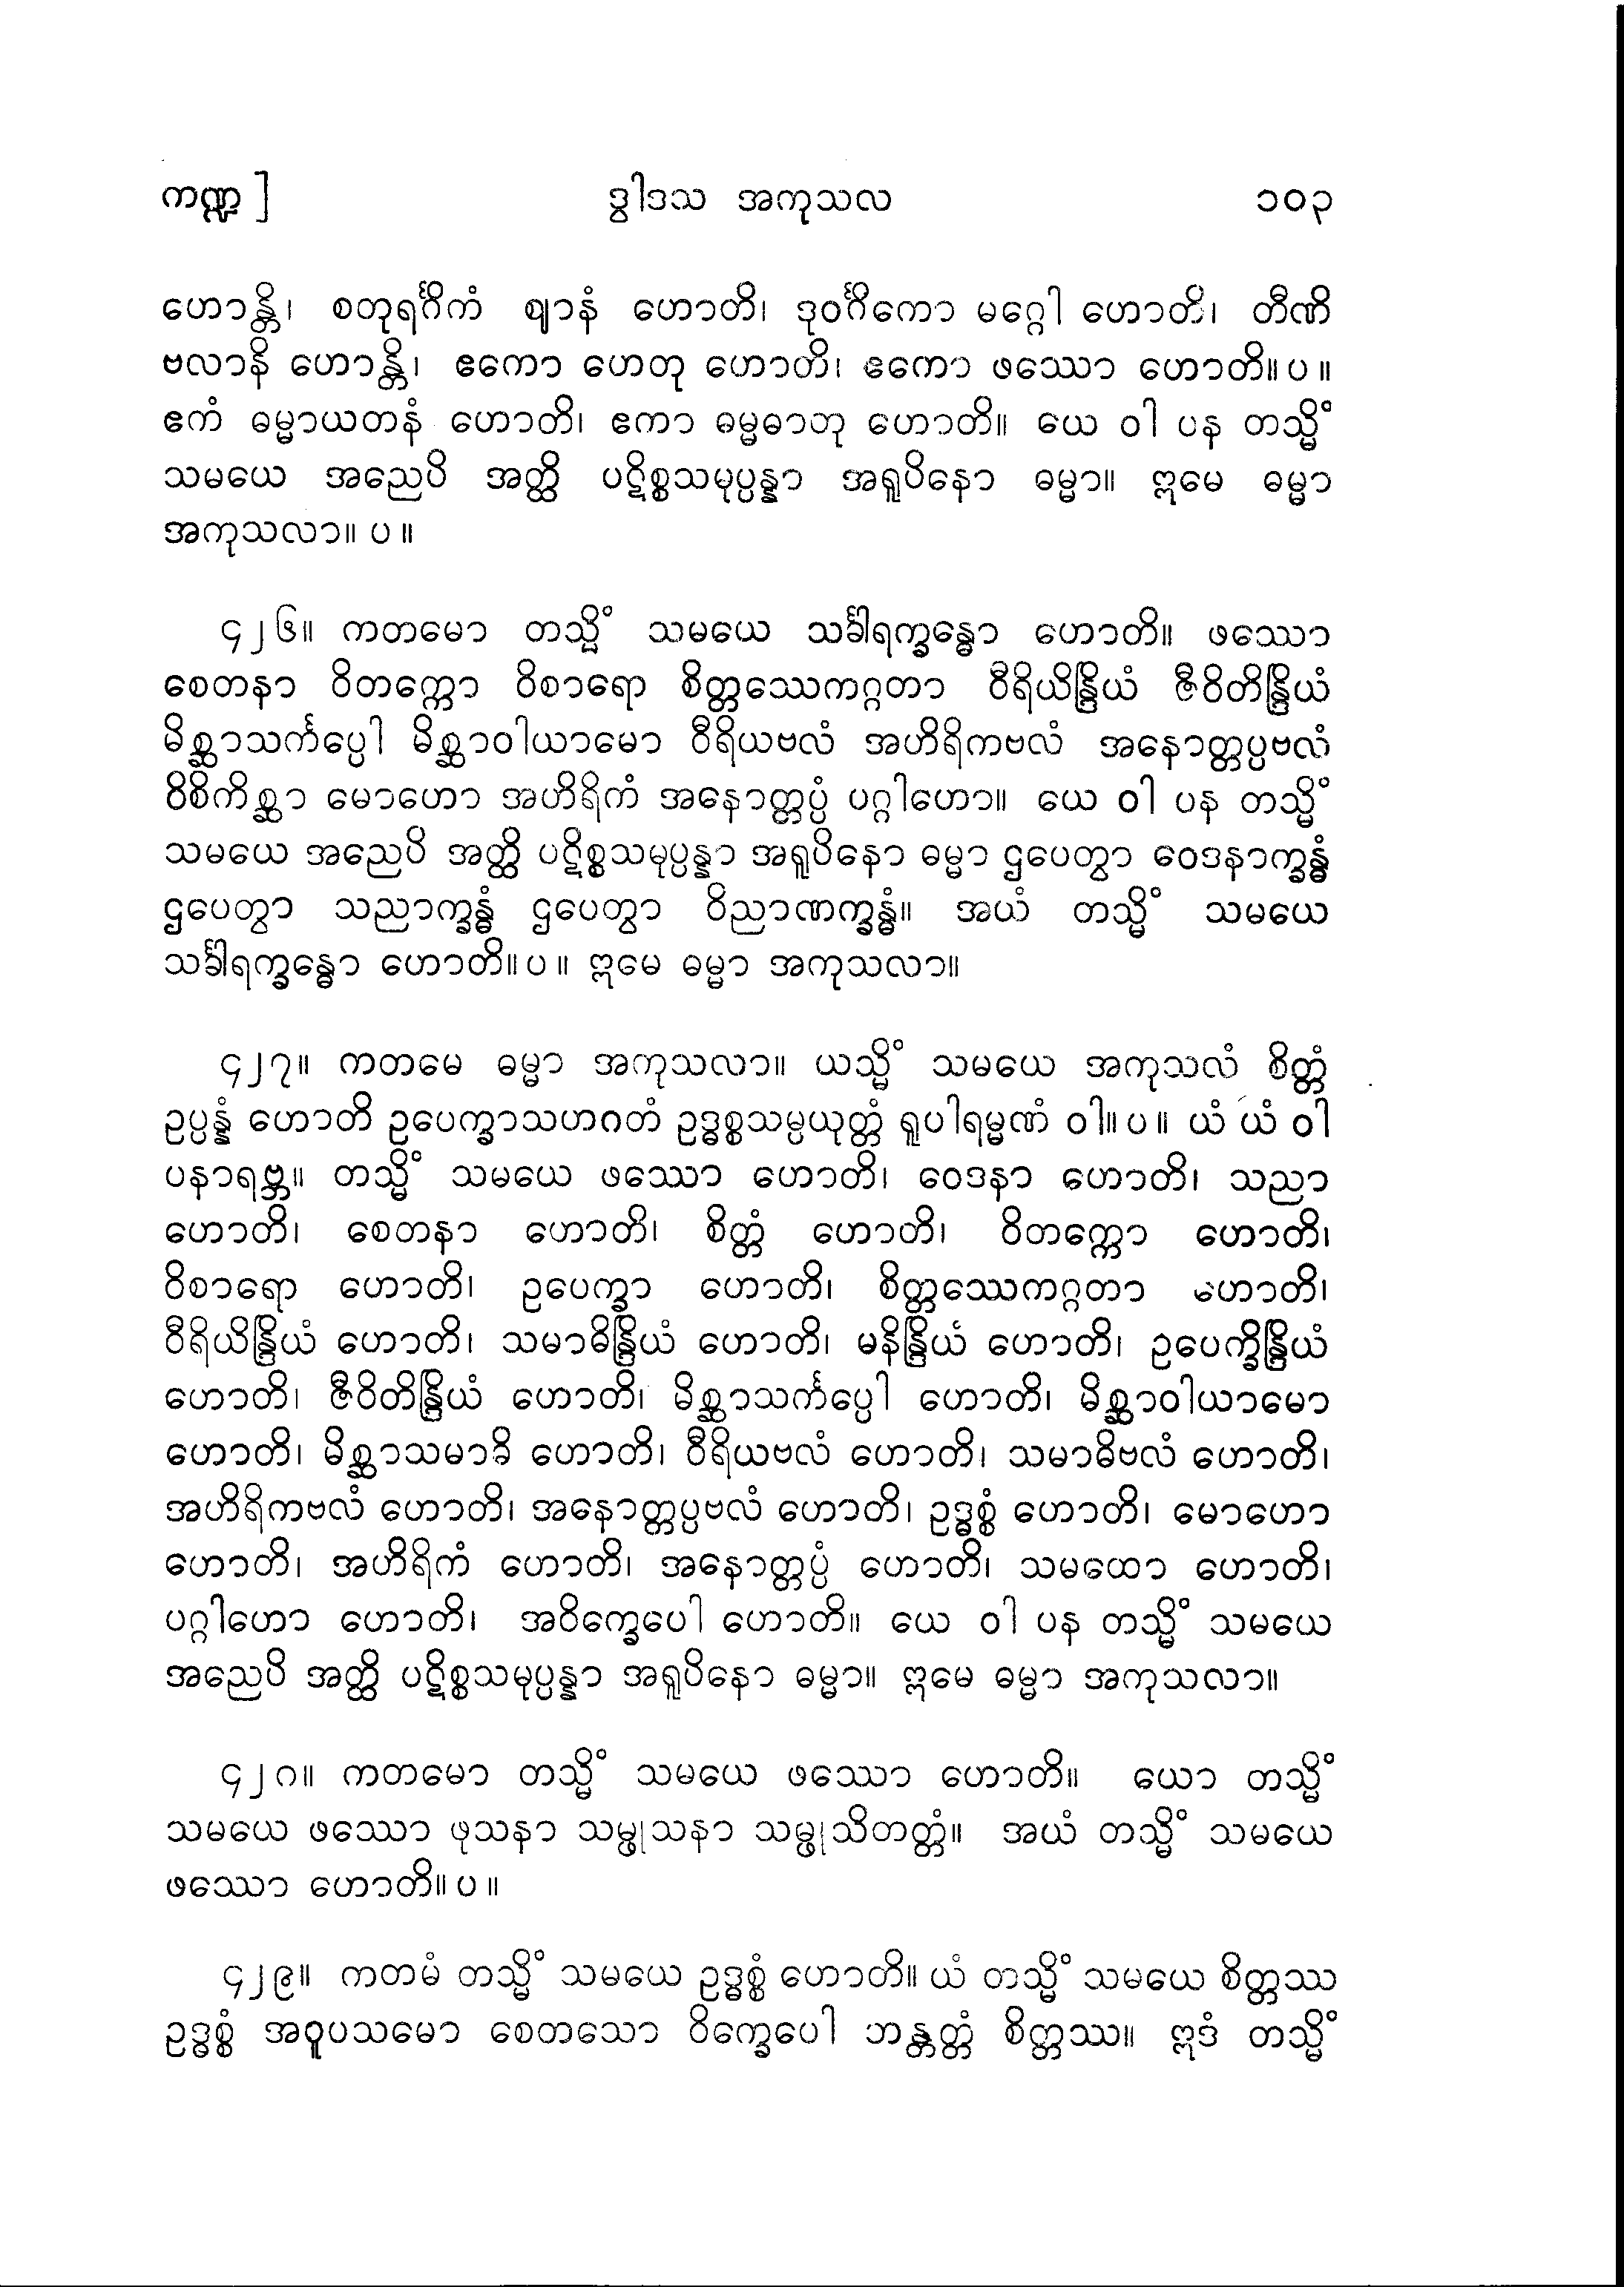 ကဏ္ဍ] ဒွါဒသ အကုသလ ၁၀၃
ဟောန္တိ၊ စတုရင်္ဂိကံ ဈာနံ ဟောတိ၊ ဒုဝင်္ဂိကော မဂ္ဂေါ ဟောတိ၊ တီဏိ
ဗလာနိ ဟောန္တိ၊ ဧကော ဟေတု ဟောတိ၊ ဧကော ဖဿော ဟောတိ။ပ။
ဧကံ ဓမ္မာယတနံ ဟောတိ၊ ဧကာ ဓမ္မဓာတု ဟောတိ။ ယေ ဝါ ပန တသ္မိံ
သမယေ အညေပိ အတ္ထိ ပဋိစ္စသမုပ္ပန္နာ အရူပိနော ဓမ္မာ။ ဣမေ ဓမ္မာ
အကုသလာ။ ပ။
၄၂၆။ ကတမော တသ္မိံ သမယေ သင်္ခါရက္ခန္ဓော ဟောတိ။ ဖဿော
စေတနာ ဝိတက္ကော ဝိစာရော စိတ္တဿေကဂ္ဂတာ ဝီရိယိန္ဒြိယံ ဇီဝိတိန္ဒြိယံ
မိစ္ဆာသင်္ကပ္ပေါ မိစ္ဆာဝါယာမော ဝီရိယဗလံ အဟိရိကဗလံ အနောတ္တပ္ပဗလံ
ဝိစိကိစ္ဆာ မောဟော အဟိရိကံ အနောတ္တပ္ပံ ပဂ္ဂါဟော။ ယေ ဝါ ပန တသ္မိံ
သမယေ အညေပိ အတ္ထိ ပဋိစ္စသမုပ္ပန္နာ အရူပိနော ဓမ္မာ ဌပေတွာ ဝေဒနာက္ခန္ဓံ
ဌပေတွာ သညာက္ခန္ဓံ ဌပေတွာ ဝိညာဏက္ခန္ဓံ။ အယံ တသ္မိံ သမယေ
သင်္ခါရက္ခန္ဓော ဟောတိ။ပ။ ဣမေ ဓမ္မာ အကုသလာ။
၄၂၇။ ကတမေ ဓမ္မာ အကုသလာ။ ယသ္မိံ သမယေ အကုသလံ စိတ္တံ
ဥပ္ပန္နံ ဟောတိ ဥပေက္ခာသဟဂတံ ဥဒ္ဓစ္စသမ္ပယုတ္တံ ရူပါရမ္မဏံ ဝါ။ပ။ ယံ ယံ ဝါ
ပနာရဗ္ဘ။ တသ္မိံ သမယေ ဖဿော ဟောတိ၊ ဝေဒနာ ဟောတိ၊ သညာ
ဟောတိ၊ စေတနာ ဟောတိ၊ စိတ္တံ ဟောတိ၊ ဝိတက္ကော ဟောတိ၊
ဝိစာရော ဟောတိ၊ ဥပေက္ခာ ဟောတိ၊ စိတ္တဿေကဂ္ဂတာ ဟောတိ၊
ဝီရိယိန္ဒြိယံ ဟောတိ၊ သမာဓိန္ဒြိယံ ဟောတိ၊ မနိန္ဒြိယံ ဟောတိ၊ ဥပေက္ခိန္ဒြိယံ
ဟောတိ၊ ဇီဝိတိန္ဒြိယံ ဟောတိ၊ မိစ္ဆာသင်္ကပ္ပေါ ဟောတိ၊ မိစ္ဆာဝါယာမော
ဟောတိ၊ မိစ္ဆာသမာဓိ ဟောတိ၊ ဝီရိယဗလံ ဟောတိ၊ သမာဓိဗလံ ဟောတိ၊
အဟိရိကဗလံ ဟောတိ၊ အနောတ္တပ္ပဗလံ ဟောတိ၊ ဥဒ္ဓစ္စံ ဟောတိ၊ မောဟော
ဟောတိ၊ အဟိရိကံ ဟောတိ၊ အနောတ္တပ္ပံ ဟောတိ၊ သမထော ဟောတိ၊
ပဂ္ဂါဟော ဟောတိ၊ အဝိက္ခေပေါ ဟောတိ။ ယေ ဝါ ပန တသ္မိံ သမယေ
အညေပိ အတ္ထိ ပဋိစ္စသမုပ္ပန္နာ အရူပိနော ဓမ္မာ။ ဣမေ ဓမ္မာ အကုသလာ။
၄၂၈။ ကတမော တသ္မိံ သမယေ ဖဿော ဟောတိ။ ယော တသ္မိံ
သမယေ ဖဿော ဖုသနာ သမ္ဖုသနာ သမ္ဖုသိတတ္တံ။ အယံ တသ္မိံ သမယေ
ဖဿော ဟောတိ။ပ။
၄၂၉။ ကတမံ တသ္မိံ သမယေ ဥဒ္ဓစ္စံ ဟောတိ။ ယံ တသ္မိံ သမယေ စိတ္တဿ
ဥဒ္ဓစ္စံ အဝူပသမော စေတသော ဝိက္ခေပေါ ဘန္တတ္တံ စိတ္တဿ။ ဣဒံ တသ္မိံ